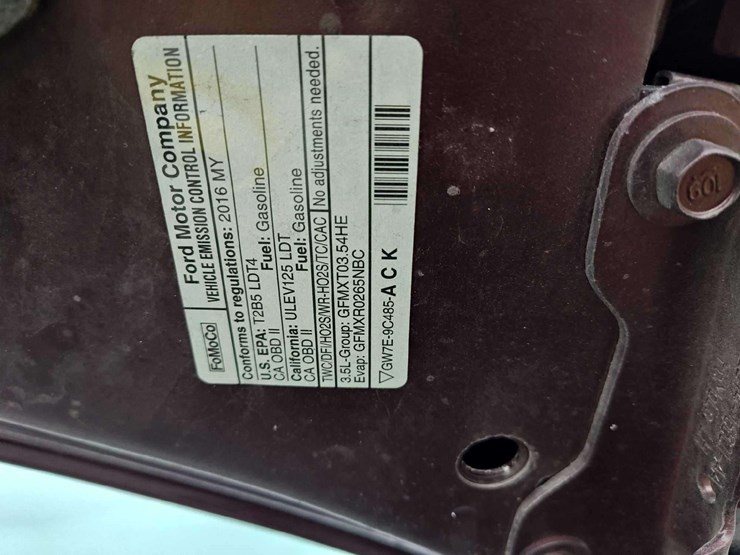 FoMoCo
Ford Motor Company
VEHICLE EMISSION CONTROL INFORMATION
Conforms to regulations: 2016 MY
U.S. EPA: T2B5 LDT4 Fuel: Gasoline
CA OBD II
California: ULEV125 LDT Fuel: Gasoline
CA OBD II
TWC/DF/HO2S/WR-HO2S/TC/CAC No adjustments needed.
3.5L-Group: GFMXT03.54HE
Evap: GFMXR0265NBC
▽GW7E-9C485-ACK
109